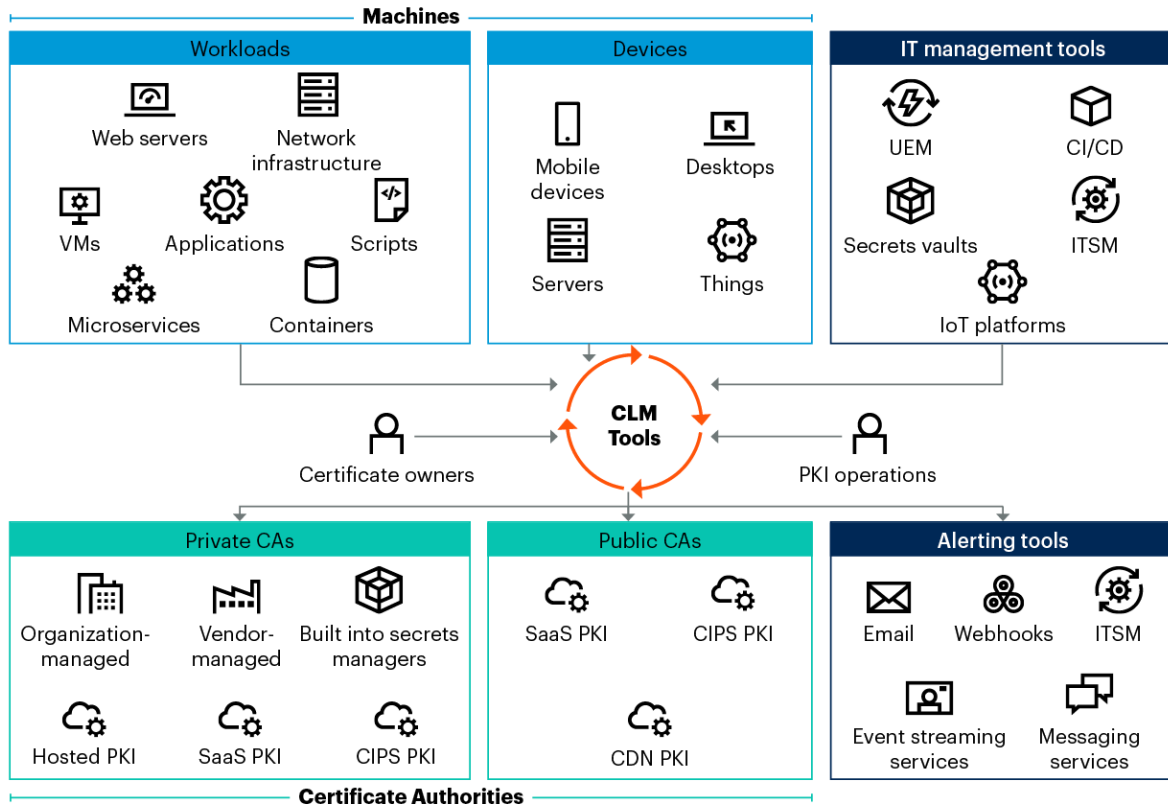 Machines
Workloads
Devices
IT management tools
Web servers
Network
infrastructure
VMs
Applications
Scripts
Microservices
Containers
Mobile
devices
Desktops
Servers
Things
UEM
CI/CD
Secrets vaults
ITSM
IoT platforms
CLM
Tools
Certificate owners
PKI operations
Private CAs
Public CAs
Alerting tools
Organization-
managed
Vendor-
managed
Built into secrets
managers
Hosted PKI
SaaS PKI
CIPS PKI
SaaS PKI
CIPS PKI
CDN PKI
Email
Webhooks
ITSM
Event streaming
services
Messaging
services
Certificate Authorities